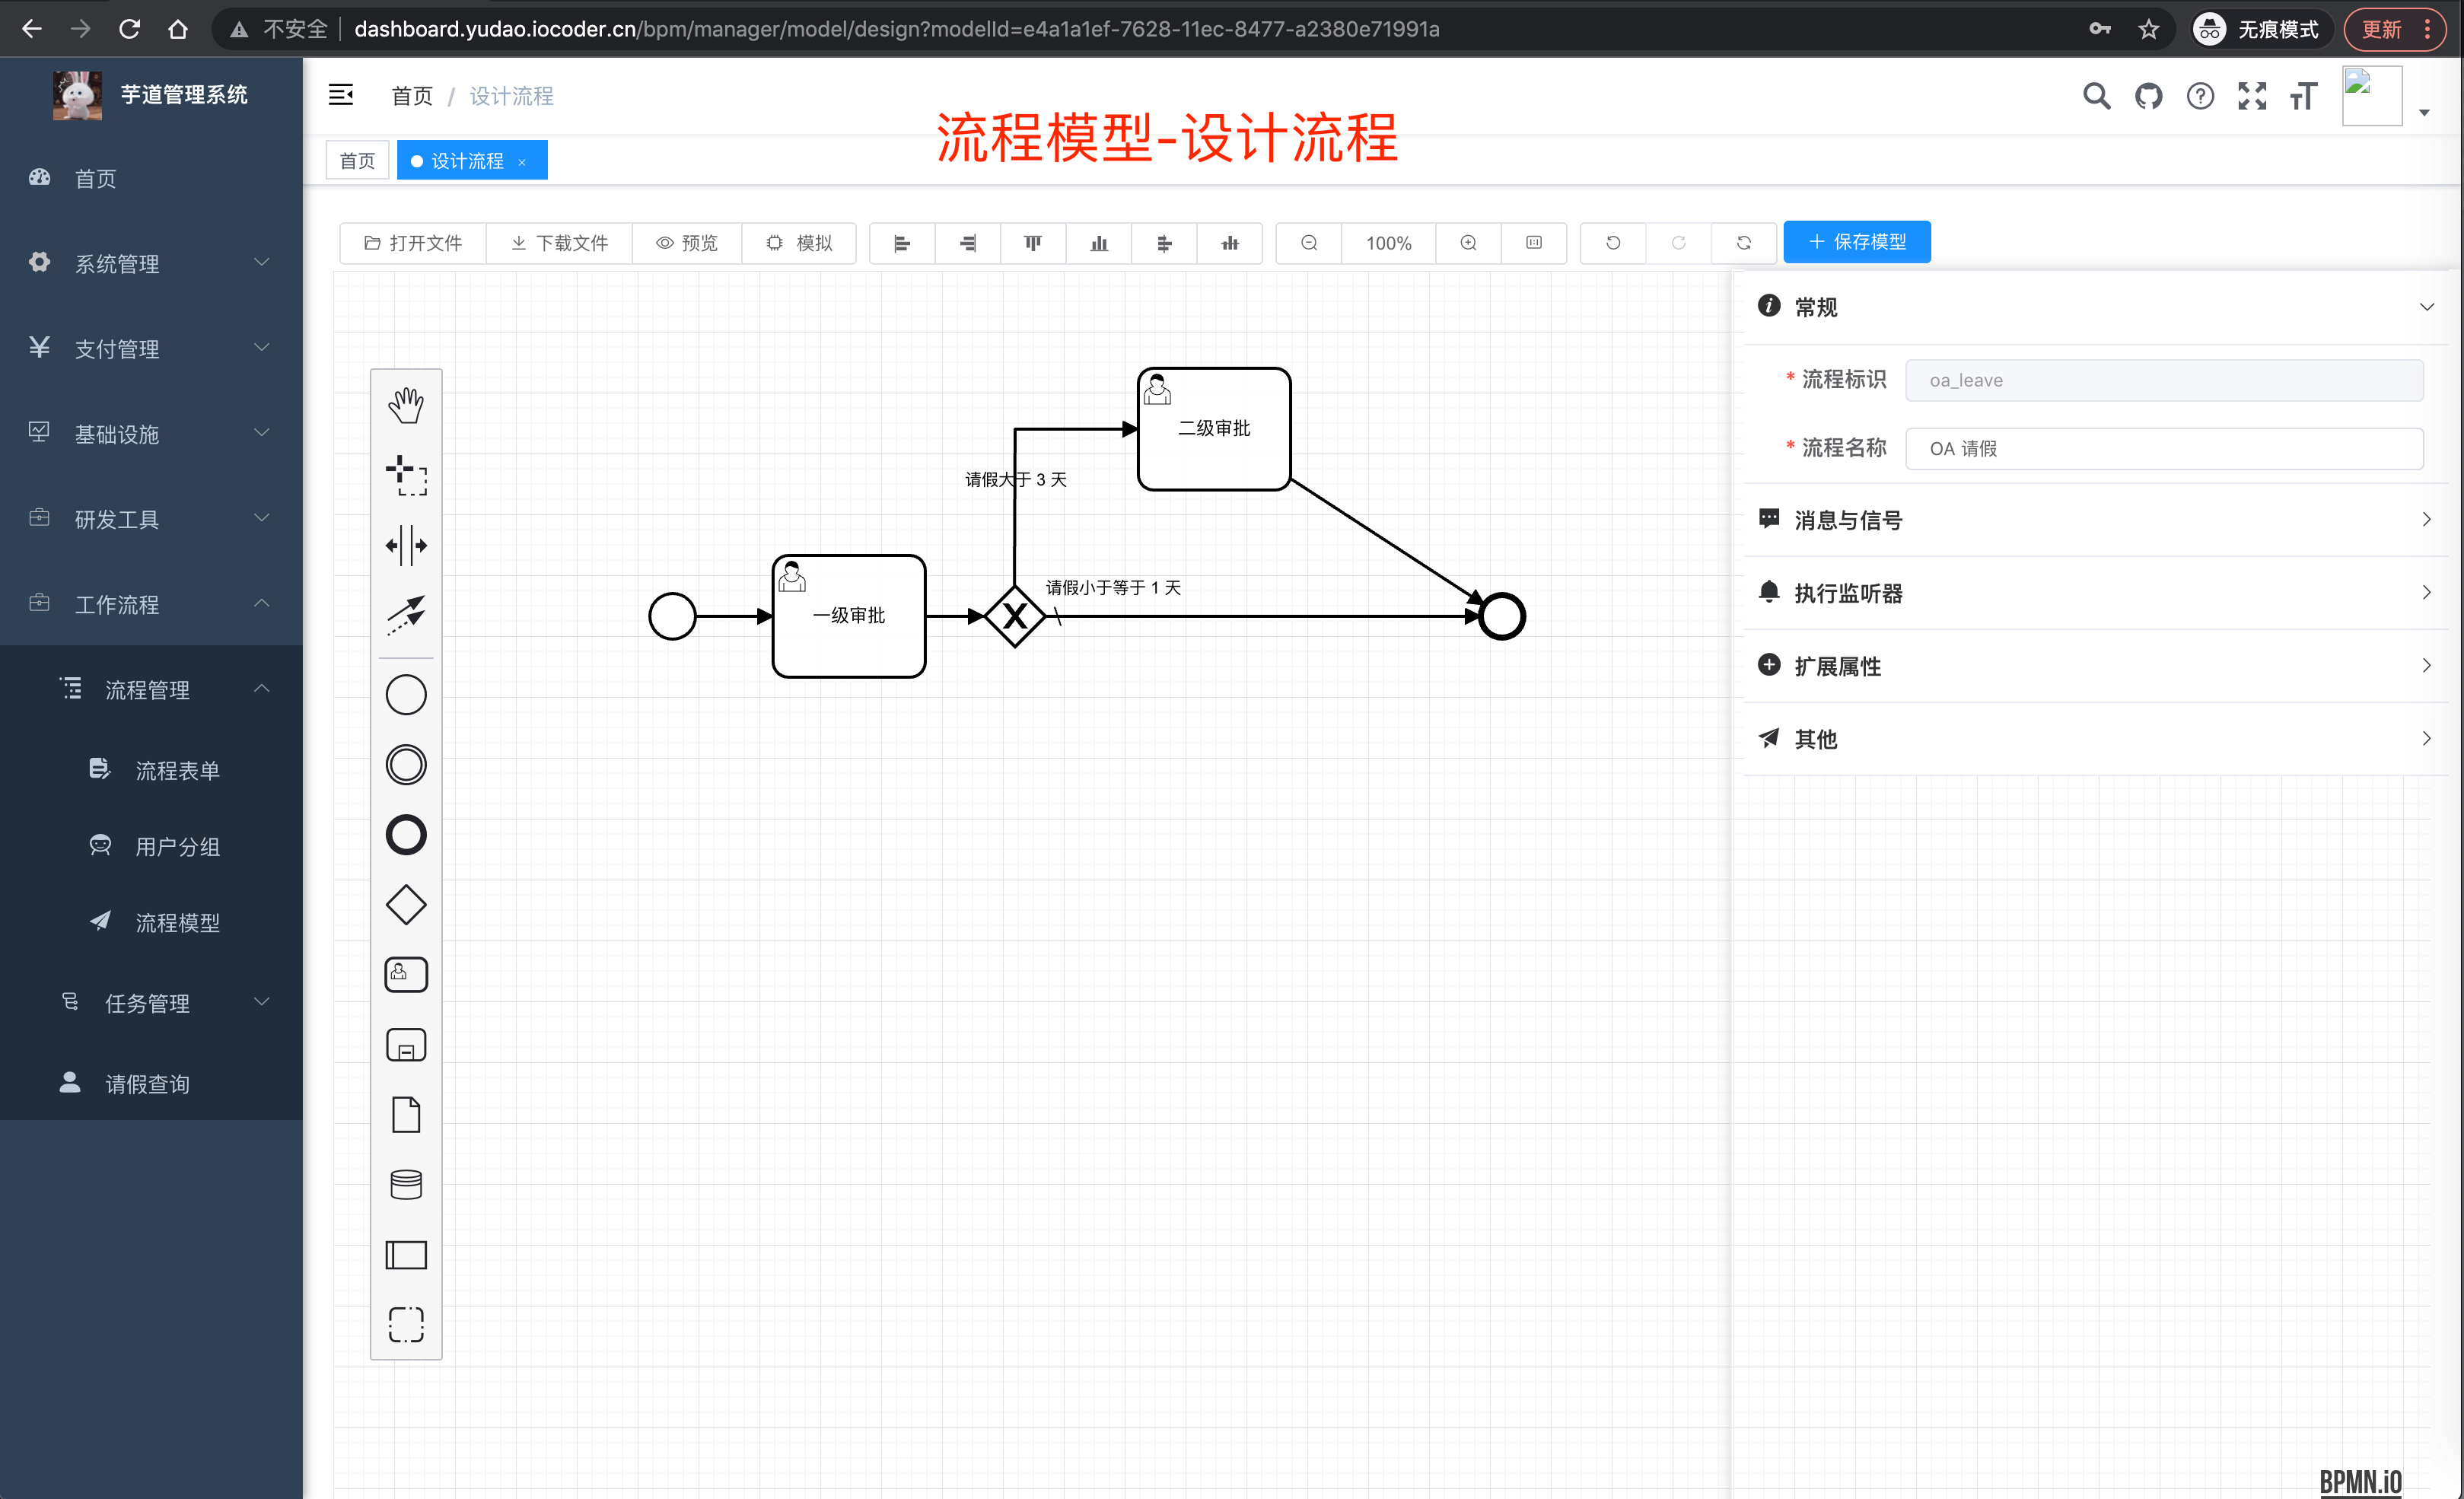 不安全 dashboard.yudao.iocoder.cn/bpm/manager/model/design?modelId=e4a1a1ef-7628-11ec-8477-a2380e71991a 无痕模式 更新
芋道管理系统
首页
系统管理
支付管理
基础设施
研发工具
工作流程
流程管理
流程表单
用户分组
流程模型
任务管理
请假查询
首页 / 设计流程
流程模型-设计流程
首页 设计流程 ×
打开文件 下载文件 预览 模拟 100% 保存模型
二级审批
请假大于 3 天
请假小于等于 1 天
一级审批
常规
* 流程标识 oa_leave
* 流程名称 OA 请假
消息与信号
执行监听器
扩展属性
其他
BPMN.iO